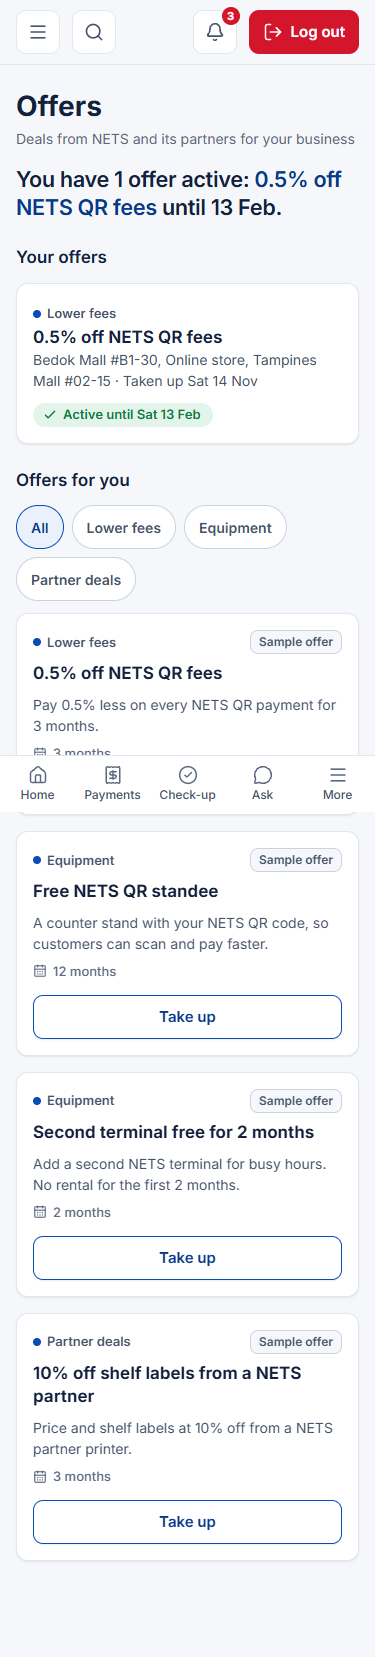 3
Log out
Offers
Deals from NETS and its partners for your business
You have 1 offer active: 0.5% off
NETS QR fees until 13 Feb.
Your offers
Lower fees
0.5% off NETS QR fees
Bedok Mall #B1-30, Online store, Tampines
Mall #02-15 · Taken up Sat 14 Nov
Active until Sat 13 Feb
Offers for you
All
Lower fees
Equipment
Partner deals
Lower fees
Sample offer
0.5% off NETS QR fees
Pay 0.5% less on every NETS QR payment for
3 months.
3 months
Home
Payments
Check-up
Ask
More
Equipment
Sample offer
Free NETS QR standee
A counter stand with your NETS QR code, so
customers can scan and pay faster.
12 months
Take up
Equipment
Sample offer
Second terminal free for 2 months
Add a second NETS terminal for busy hours.
No rental for the first 2 months.
2 months
Take up
Partner deals
Sample offer
10% off shelf labels from a NETS
partner
Price and shelf labels at 10% off from a NETS
partner printer.
3 months
Take up